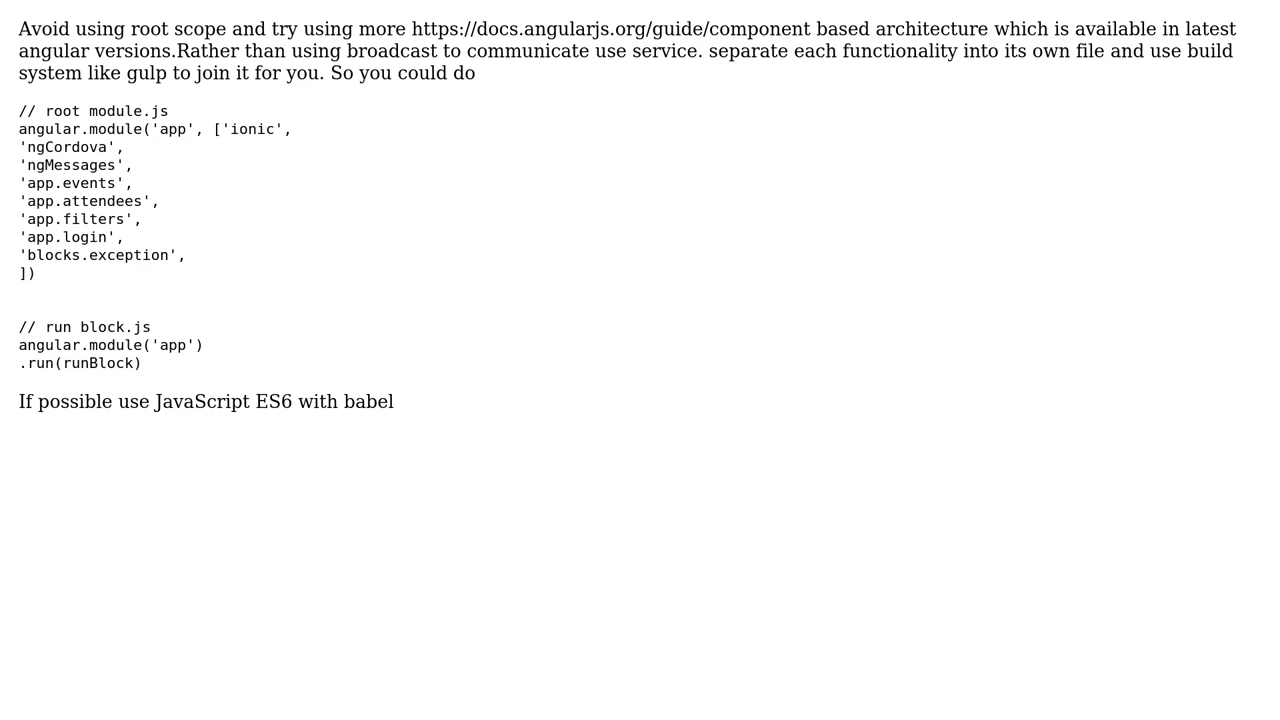 Avoid using root scope and try using more https://docs.angularjs.org/guide/component based architecture which is available in latest
angular versions.Rather than using broadcast to communicate use service. separate each functionality into its own file and use build
system like gulp to join it for you. So you could do
// root module.js
angular.module('app', ['ionic',
'ngCordova',
'ngMessages',
'app.events',
'app.attendees',
'app.filters',
'app.login',
'blocks.exception',
])
// run block.js
angular.module('app')
.run(runBlock)
If possible use JavaScript ES6 with babel